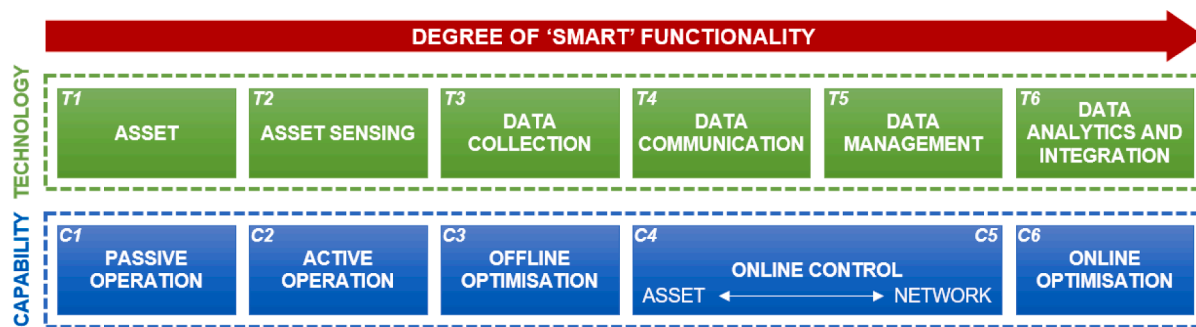 DEGREE OF ‘SMART’ FUNCTIONALITY
TECHNOLOGY
T1
ASSET
T2
ASSET SENSING
T3
DATA
COLLECTION
T4
DATA
COMMUNICATION
T5
DATA
MANAGEMENT
T6
DATA
ANALYTICS AND
INTEGRATION
CAPABILITY
C1
PASSIVE
OPERATION
C2
ACTIVE
OPERATION
C3
OFFLINE
OPTIMISATION
C4
C5
ONLINE CONTROL
ASSET
NETWORK
C6
ONLINE
OPTIMISATION